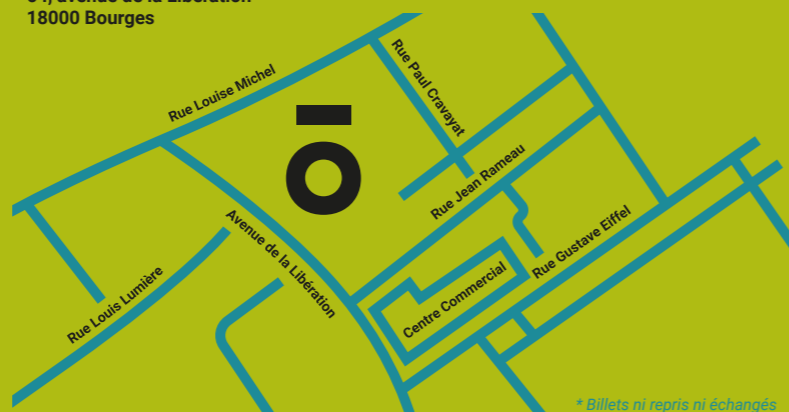 18000 Bourges
Rue Louise Michel
Rue Paul Cravayat
Rue Jean Rameau
Avenue de la Libération
Rue Gustave Eiffel
Rue Louis Lumière
Centre Commercial
* Billets ni repris ni échangés